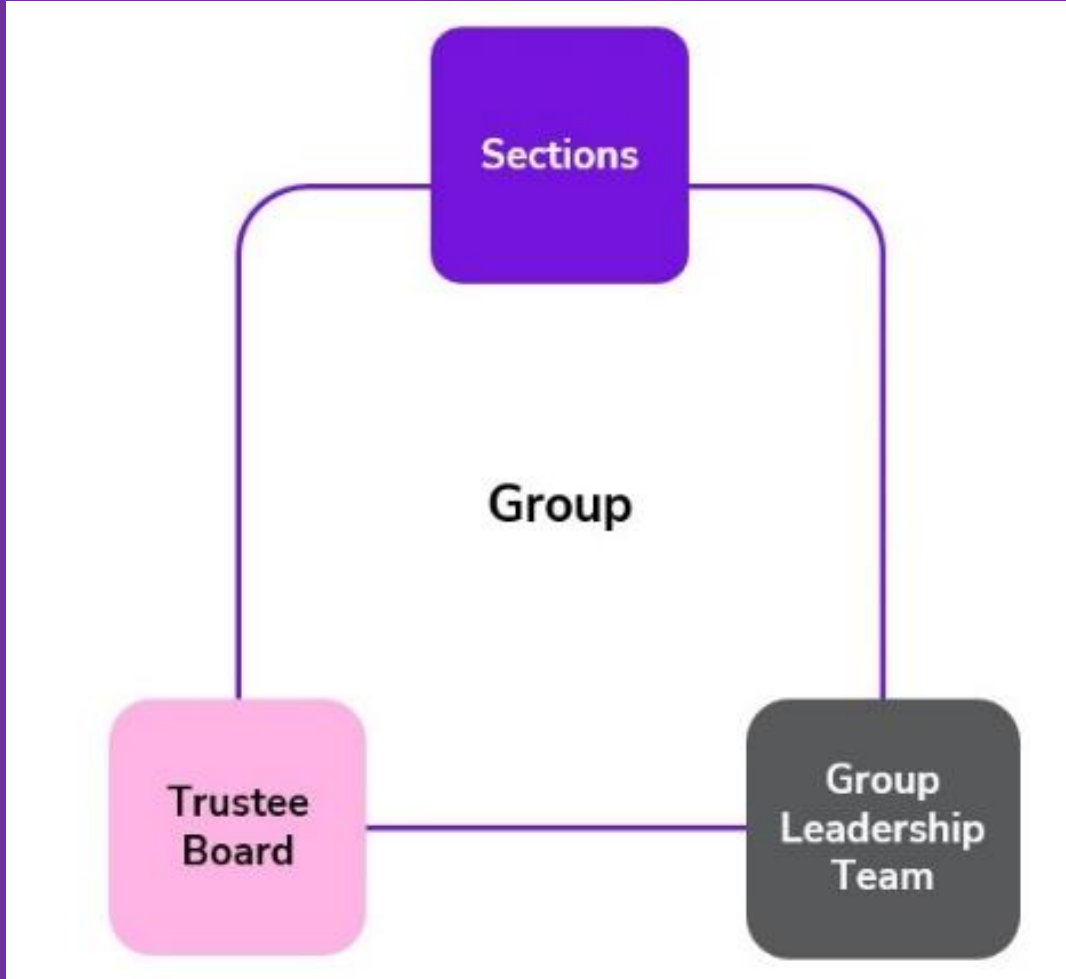 Sections
Group
Trustee
Board
Group
Leadership
Team